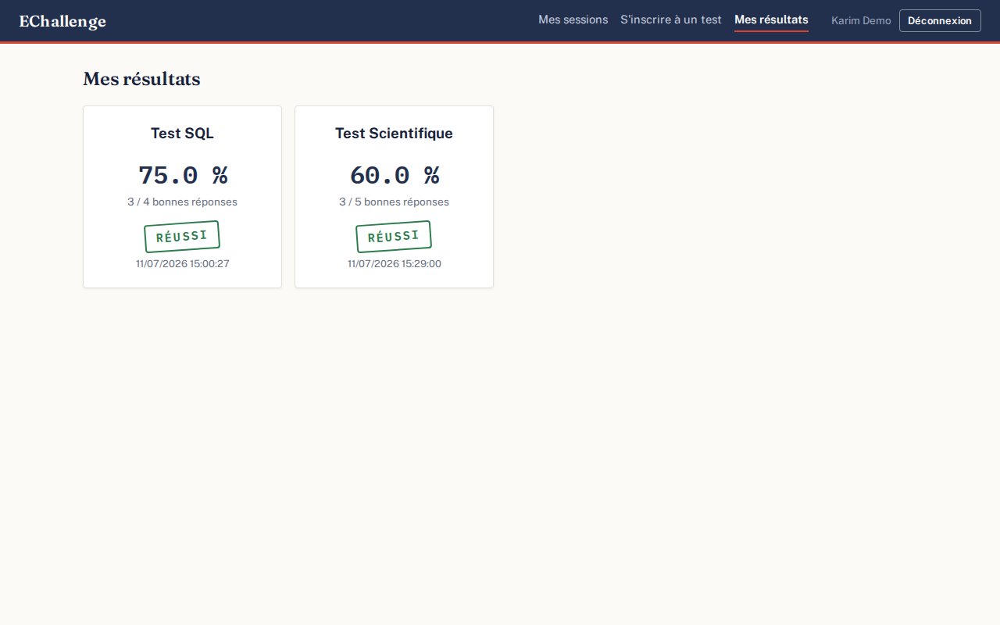 EChallenge
Mes sessions
S'inscrire à un test
Mes résultats
Karim Demo
Déconnexion
Mes résultats
Test SQL
75.0 %
3 / 4 bonnes réponses
RÉUSSI
11/07/2026 15:00:27
Test Scientifique
60.0 %
3 / 5 bonnes réponses
RÉUSSI
11/07/2026 15:29:00